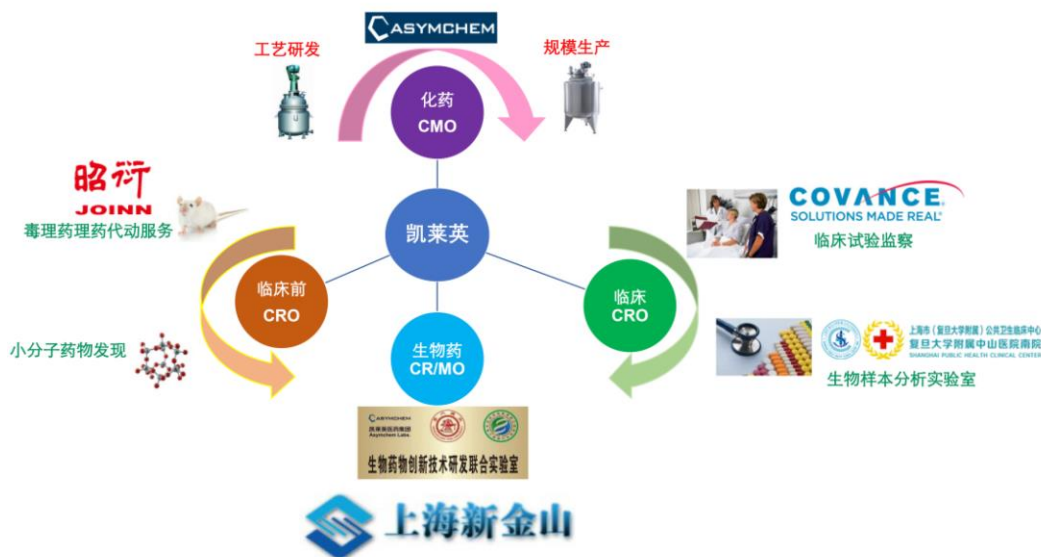 ASYMCHEM
工艺研发
规模生产
化药
CMO
昭衍
JOINN
毒理药理药代动服务
凯莱英
COVANCE
SOLUTIONS MADE REAL®
临床试验监察
临床前
CRO
临床
CRO
小分子药物发现
生物药
CR/MO
上海市（复旦大学附属）公共卫生临床中心
复旦大学附属中山医院南院
SHANGHAI PUBLIC HEALTH CLINICAL CENTER
生物样本分析实验室
ASYMCHEM
凯莱英医药集团
Asymchem Labs.
生物药物创新技术研发联合实验室
上海新金山